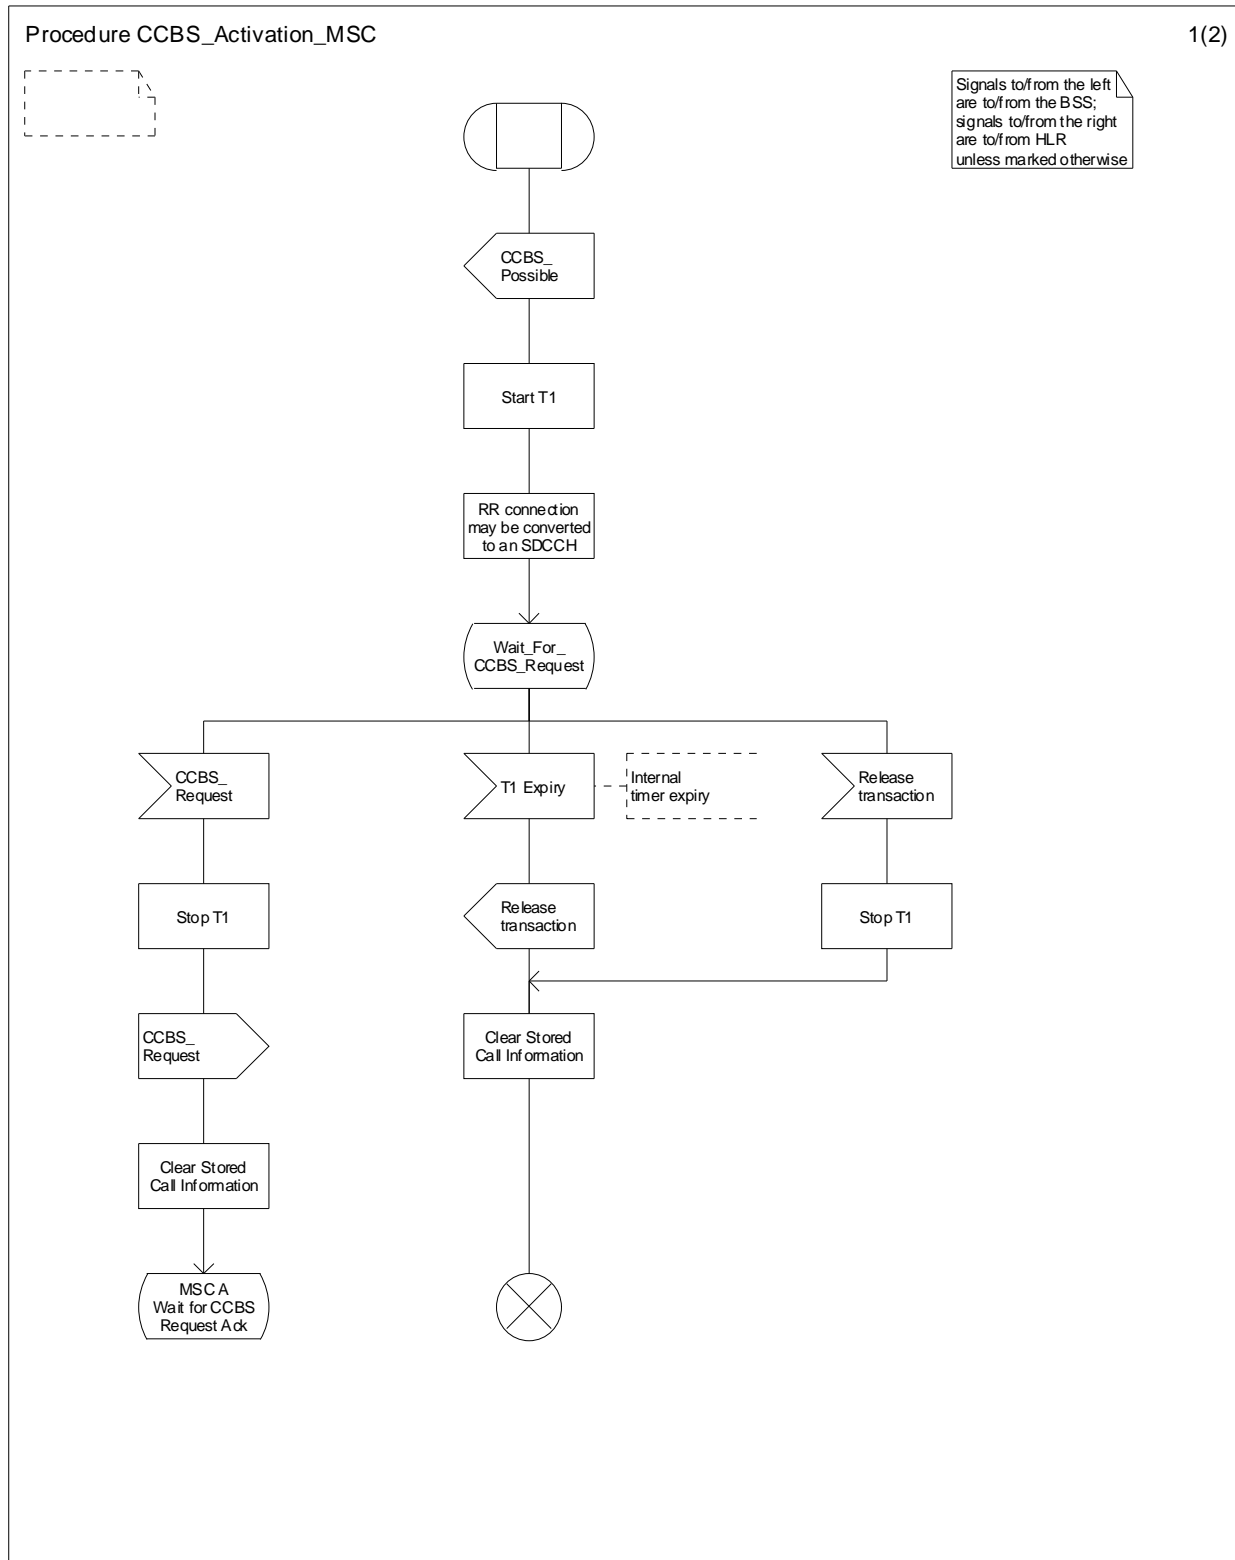 Procedure CCBS_Activation_MSC
1(2)
Signals to/from the left
are to/from the BSS;
signals to/from the right
are to/from HLR
unless marked otherwise
CCBS_
Possible
Start T1
RR connection
may be converted
to an SDCCH
Wait_For_
CCBS_Request
CCBS_
Request
T1 Expiry
Internal
timer expiry
Release
transaction
Stop T1
Release
transaction
Stop T1
CCBS_
Request
Clear Stored
Call Information
Clear Stored
Call Information
MSC A
Wait for CCBS
Request Ack